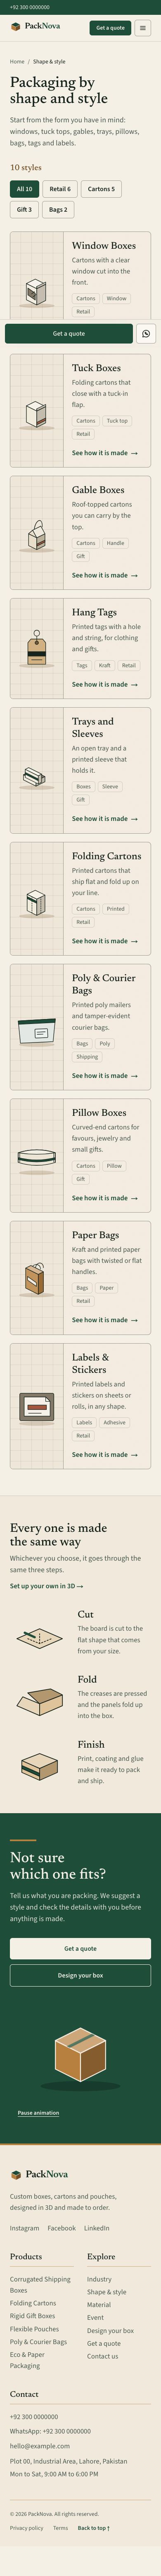 +92 300 0000000
PackNova
Get a quote
Home / Shape & style
Packaging by
shape and style
Start from the form you have in mind:
windows, tuck tops, gables, trays, pillows,
bags, tags and labels.
10 styles
All 10
Retail 6
Cartons 5
Gift 3
Bags 2
Window Boxes
Cartons with a clear
window cut into the
front.
Cartons
Window
Retail
Get a quote
Tuck Boxes
Folding cartons that
close with a tuck-in
flap.
Cartons
Tuck top
Retail
See how it is made →
Gable Boxes
Roof-topped cartons
you can carry by the
top.
Cartons
Handle
Gift
See how it is made →
Hang Tags
Printed tags with a hole
and string, for clothing
and gifts.
Tags
Kraft
Retail
See how it is made →
Trays and
Sleeves
An open tray and a
printed sleeve that
holds it.
Boxes
Sleeve
Gift
See how it is made →
Folding Cartons
Printed cartons that
ship flat and fold up on
your line.
Cartons
Printed
Retail
See how it is made →
Poly & Courier
Bags
Printed poly mailers
and tamper-evident
courier bags.
Bags
Poly
Shipping
See how it is made →
Pillow Boxes
Curved-end cartons for
favours, jewelry and
small gifts.
Cartons
Pillow
Gift
See how it is made →
Paper Bags
Kraft and printed paper
bags with twisted or flat
handles.
Bags
Paper
Retail
See how it is made →
Labels &
Stickers
Printed labels and
stickers on sheets or
rolls, in any shape.
Labels
Adhesive
Retail
See how it is made →
Every one is made
the same way
Whichever you choose, it goes through the
same three steps.
Set up your own in 3D →
Cut
The board is cut to the
flat shape that comes
from your size.
Fold
The creases are pressed
and the panels fold up
into the box.
Finish
Print, coating and glue
make it ready to pack
and ship.
Not sure
which one fits?
Tell us what you are packing. We suggest a
style and check the details with you before
anything is made.
Get a quote
Design your box
Pause animation
PackNova
Custom boxes, cartons and pouches,
designed in 3D and made to order.
Instagram
Facebook
LinkedIn
Products
Corrugated Shipping
Boxes
Folding Cartons
Rigid Gift Boxes
Flexible Pouches
Poly & Courier Bags
Eco & Paper
Packaging
Explore
Industry
Shape & style
Material
Event
Design your box
Get a quote
Contact us
Contact
+92 300 0000000
WhatsApp: +92 300 0000000
hello@example.com
Plot 00, Industrial Area, Lahore, Pakistan
Mon to Sat, 9:00 AM to 6:00 PM
© 2026 PackNova. All rights reserved.
Privacy policy
Terms
Back to top ↑